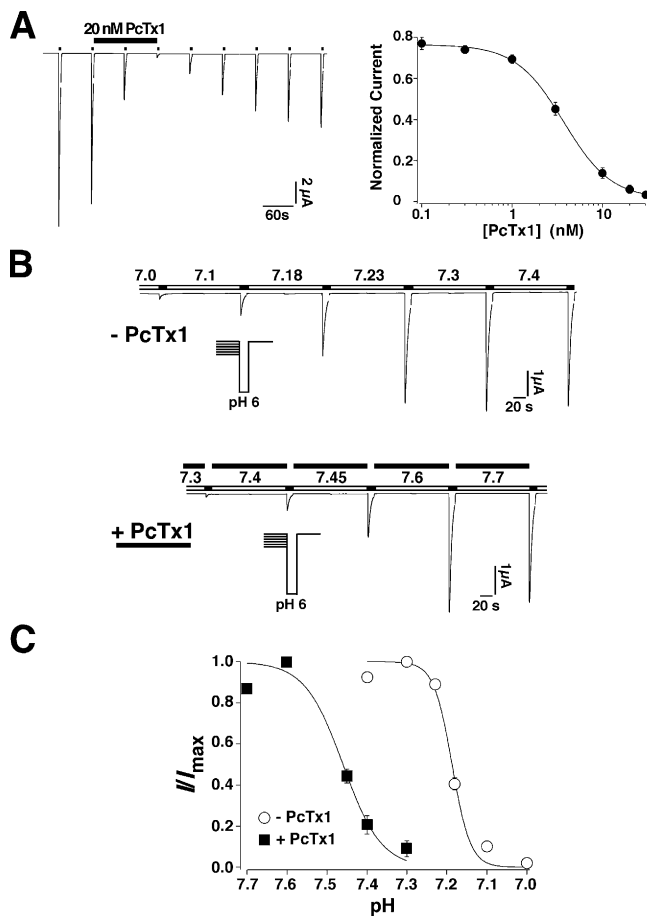 A
20 nM PcTx1
2 µA
60s
Normalized Current
0.8
0.6
0.4
0.2
0
0.1 1 10
[PcTx1] (nM)
B
7.0 7.1 7.18 7.23 7.3 7.4
- PcTx1
pH 6
1µA
20 s
7.3 7.4 7.45 7.6 7.7
+ PcTx1
pH 6
1µA
20 s
C
I/Imax
1.0
0.8
0.6
0.4
0.2
0.0
- PcTx1
+ PcTx1
7.7 7.6 7.5 7.4 7.3 7.2 7.1 7.0
pH